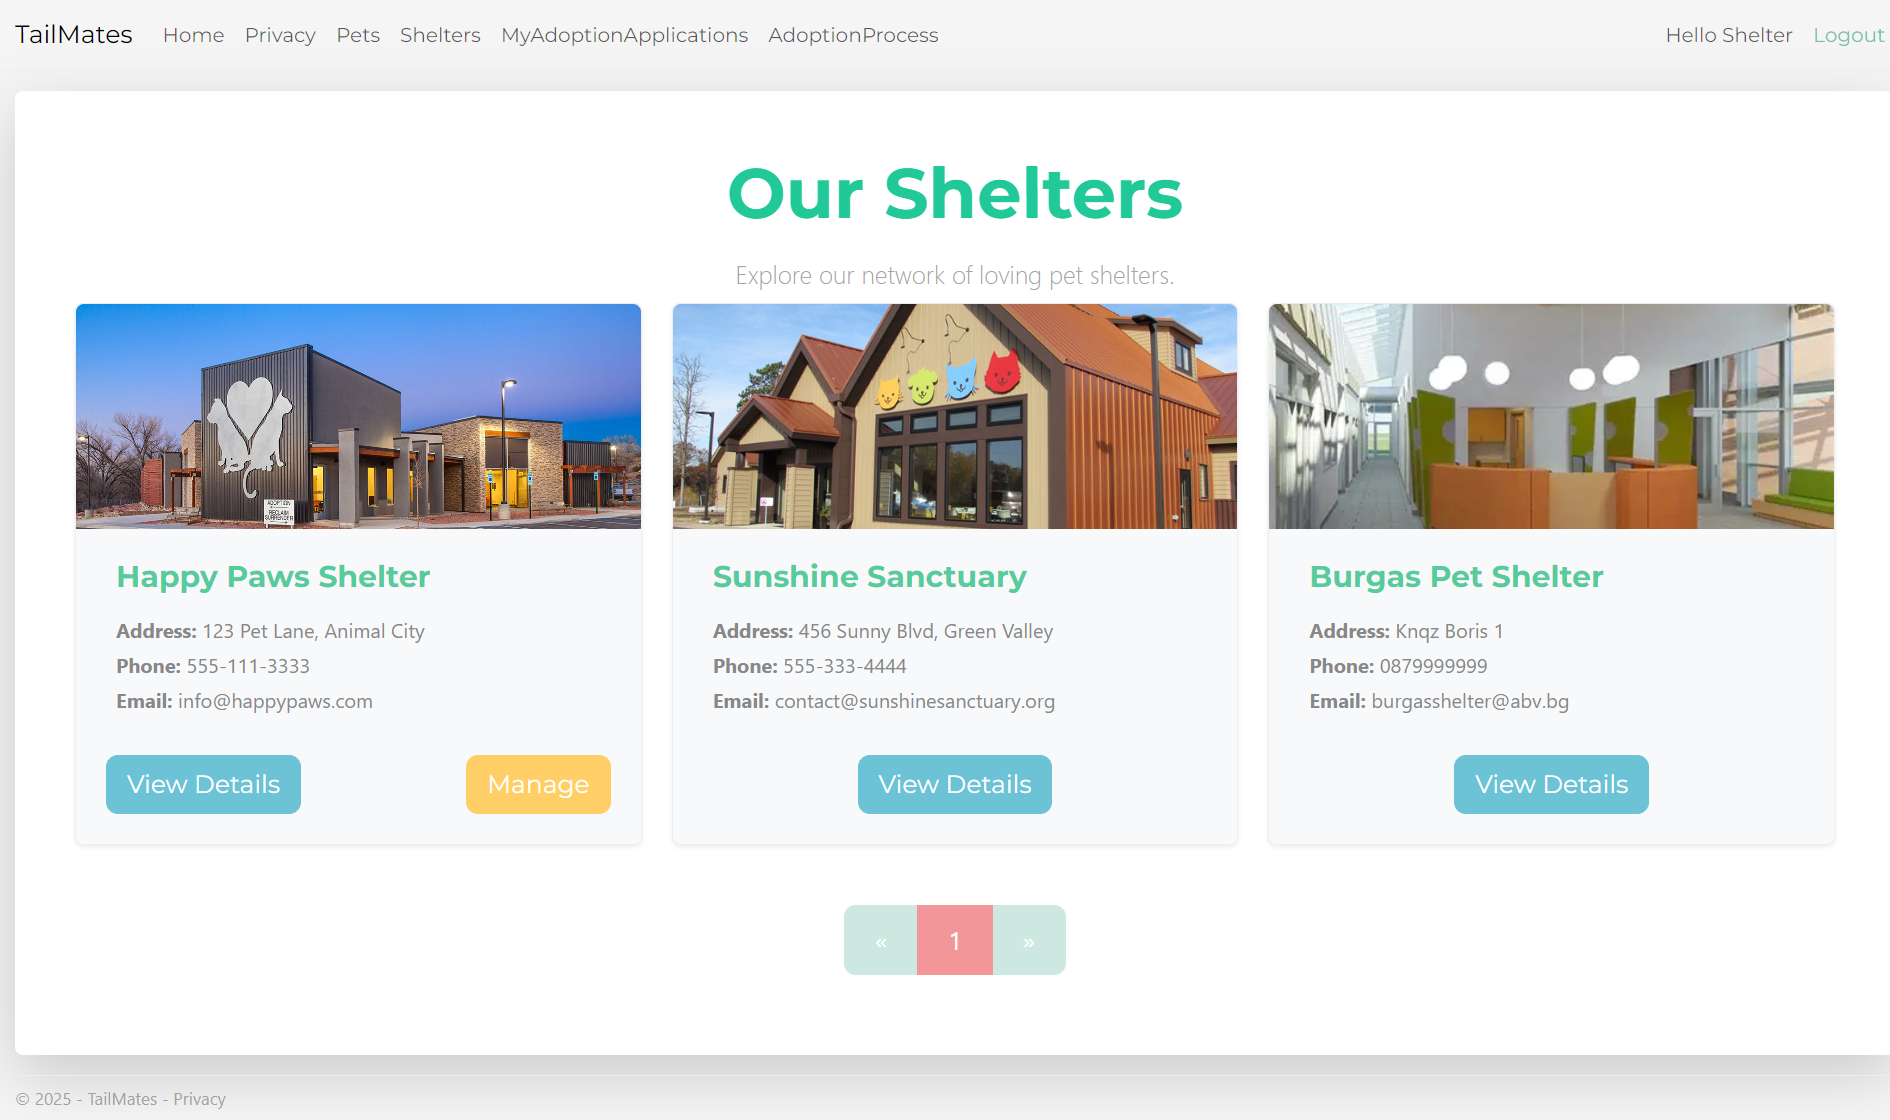 TailMates Home Privacy Pets Shelters MyAdoptionApplications AdoptionProcess Hello Shelter Logout
Our Shelters
Explore our network of loving pet shelters.
ADOPTION
RECLAIM
SURRENDER
Happy Paws Shelter
Address: 123 Pet Lane, Animal City
Phone: 555-111-3333
Email: info@happypaws.com
View Details Manage
Sunshine Sanctuary
Address: 456 Sunny Blvd, Green Valley
Phone: 555-333-4444
Email: contact@sunshinesanctuary.org
View Details
Burgas Pet Shelter
Address: Knqz Boris 1
Phone: 0879999999
Email: burgasshelter@abv.bg
View Details
« 1 »
© 2025 - TailMates - Privacy